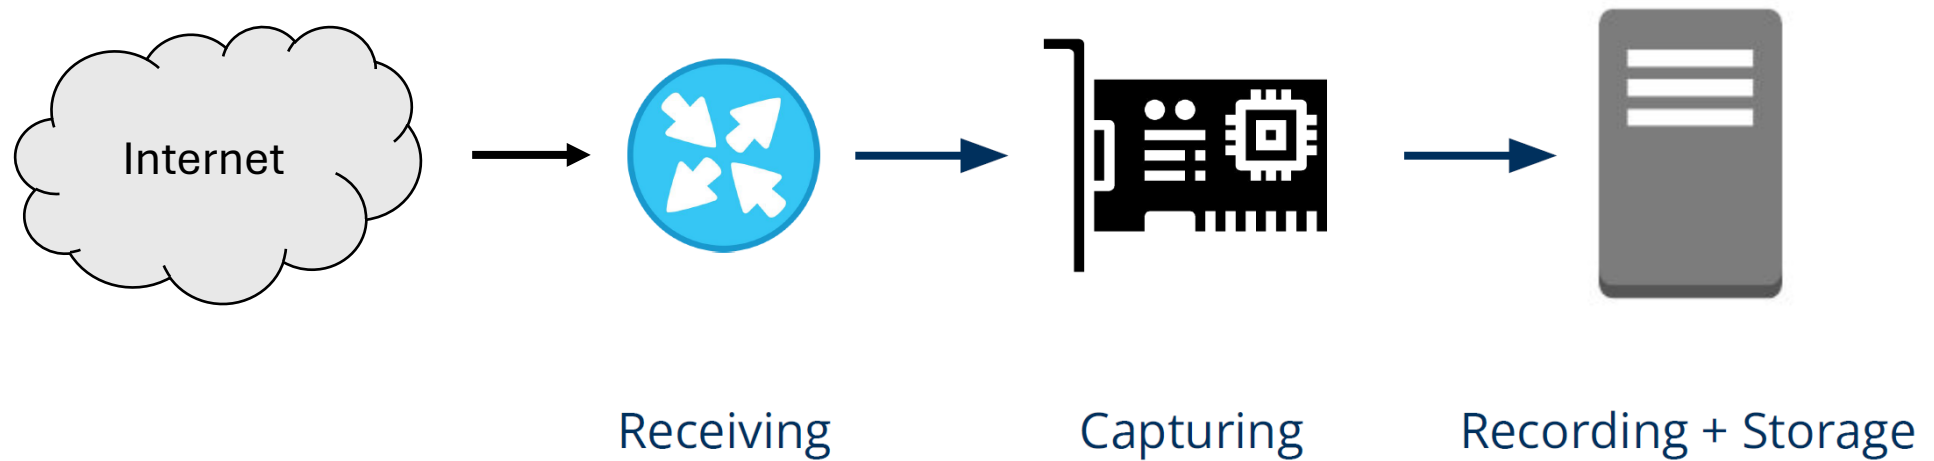 Internet
Receiving
Capturing
Recording + Storage